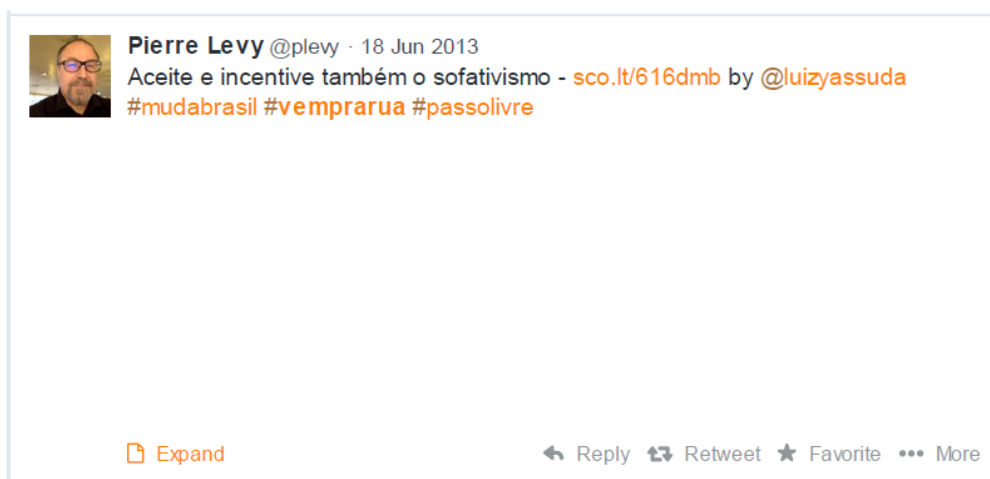 Pierre Levy @plevy · 18 Jun 2013
Aceite e incentive também o sofativismo - sco.lt/616dmb by @luizyassuda
#mudabrasil #vemprarua #passolivre
Expand Reply Retweet Favorite More